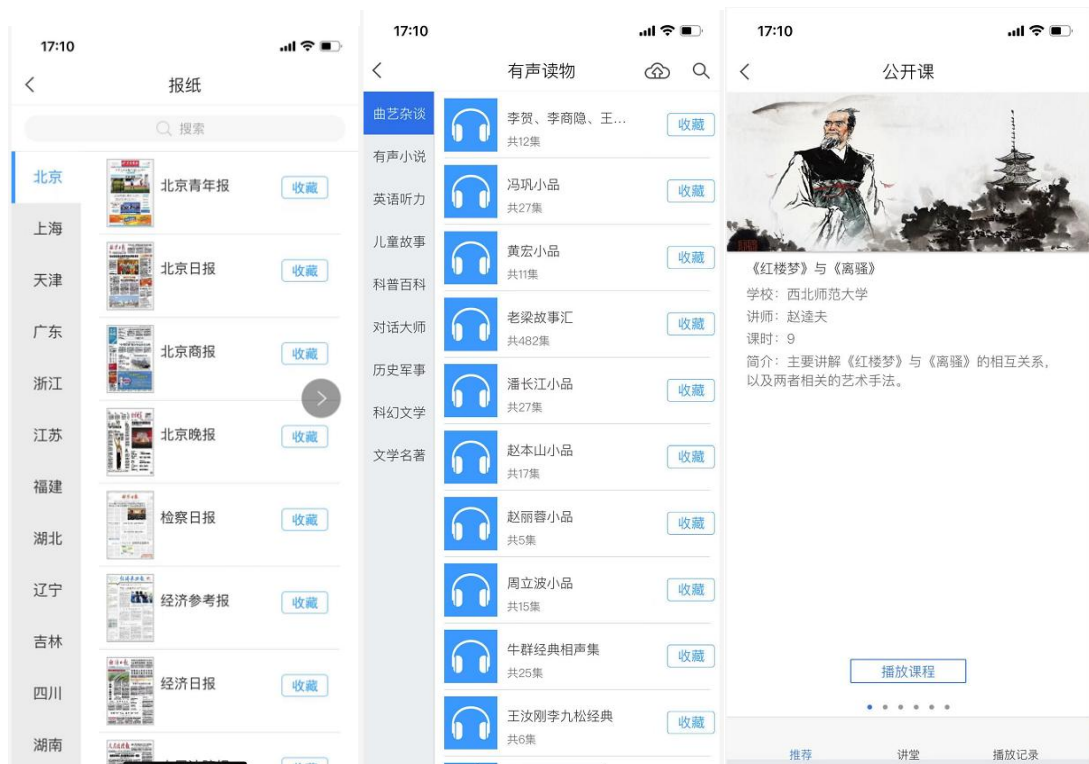 17:10
报纸
搜索
北京
上海
天津
广东
浙江
江苏
福建
湖北
辽宁
吉林
四川
湖南
北京青年报
收藏
北京日报
收藏
北京商报
收藏
北京晚报
收藏
检察日报
收藏
经济参考报
收藏
经济日报
收藏
17:10
有声读物
曲艺杂谈
有声小说
英语听力
儿童故事
科普百科
对话大师
历史军事
科幻文学
文学名著
李贺、李商隐、王...
共12集
收藏
冯巩小品
共27集
收藏
黄宏小品
共11集
收藏
老梁故事汇
共482集
收藏
潘长江小品
共27集
收藏
赵本山小品
共17集
收藏
赵丽蓉小品
共5集
收藏
周立波小品
共15集
收藏
牛群经典相声集
共25集
收藏
王汝刚李九松经典
共6集
收藏
17:10
公开课
《红楼梦》与《离骚》
学校：西北师范大学
讲师：赵逵夫
课时：9
简介：主要讲解《红楼梦》与《离骚》的相互关系，
以及两者相关的艺术手法。
播放课程
推荐
讲堂
播放记录